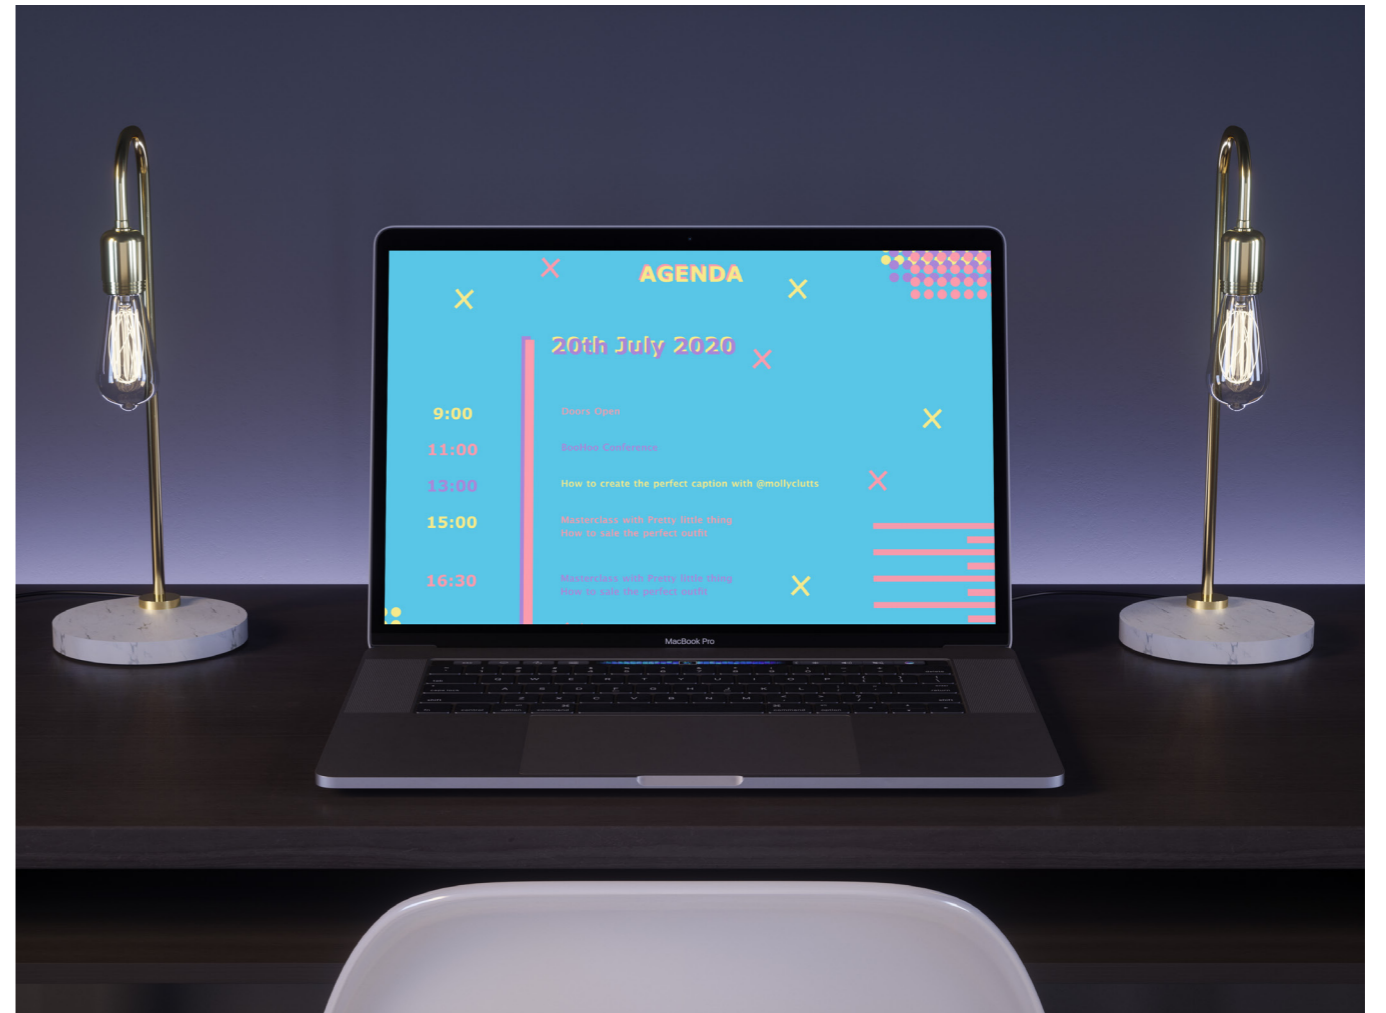 AGENDA
20th July 2020
9:00 Doors Open
11:00 BooHoo Conference
13:00 How to create the perfect caption with @mollyclutts
15:00 Masterclass with Pretty little thing
How to sale the perfect outfit
16:30 Masterclass with Pretty little thing
How to sale the perfect outfit
MacBook Pro